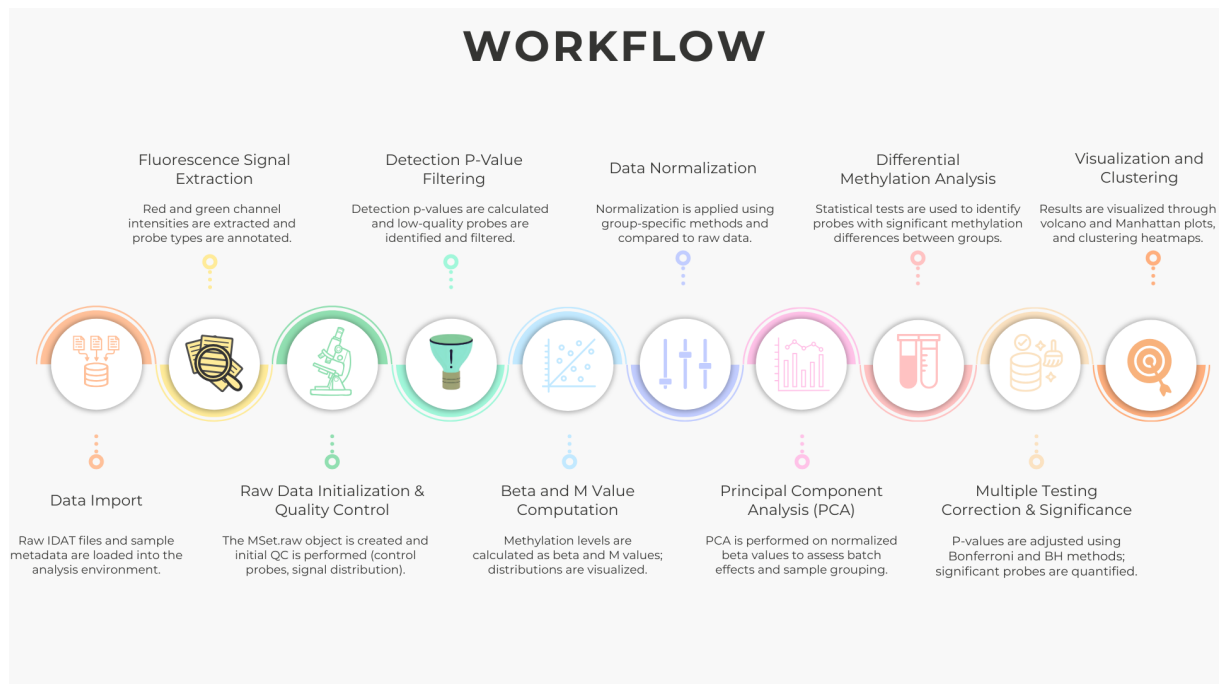 WORKFLOW
Fluorescence Signal
Extraction
Red and green channel
intensities are extracted and
probe types are annotated.
Detection P-Value
Filtering
Detection p-values are calculated
and low-quality probes are
identified and filtered.
Data Normalization
Normalization is applied using
group-specific methods and
compared to raw data.
Differential
Methylation Analysis
Statistical tests are used to identify
probes with significant methylation
differences between groups.
Visualization and
Clustering
Results are visualized through
volcano and Manhattan plots,
and clustering heatmaps.
Data Import
Raw IDAT files and sample
metadata are loaded into the
analysis environment.
Raw Data Initialization &
Quality Control
The MSet.raw object is created and
initial QC is performed (control
probes, signal distribution).
Beta and M Value
Computation
Methylation levels are
calculated as beta and M values;
distributions are visualized.
Principal Component
Analysis (PCA)
PCA is performed on normalized
beta values to assess batch
effects and sample grouping.
Multiple Testing
Correction & Significance
P-values are adjusted using
Bonferroni and BH methods;
significant probes are quantified.